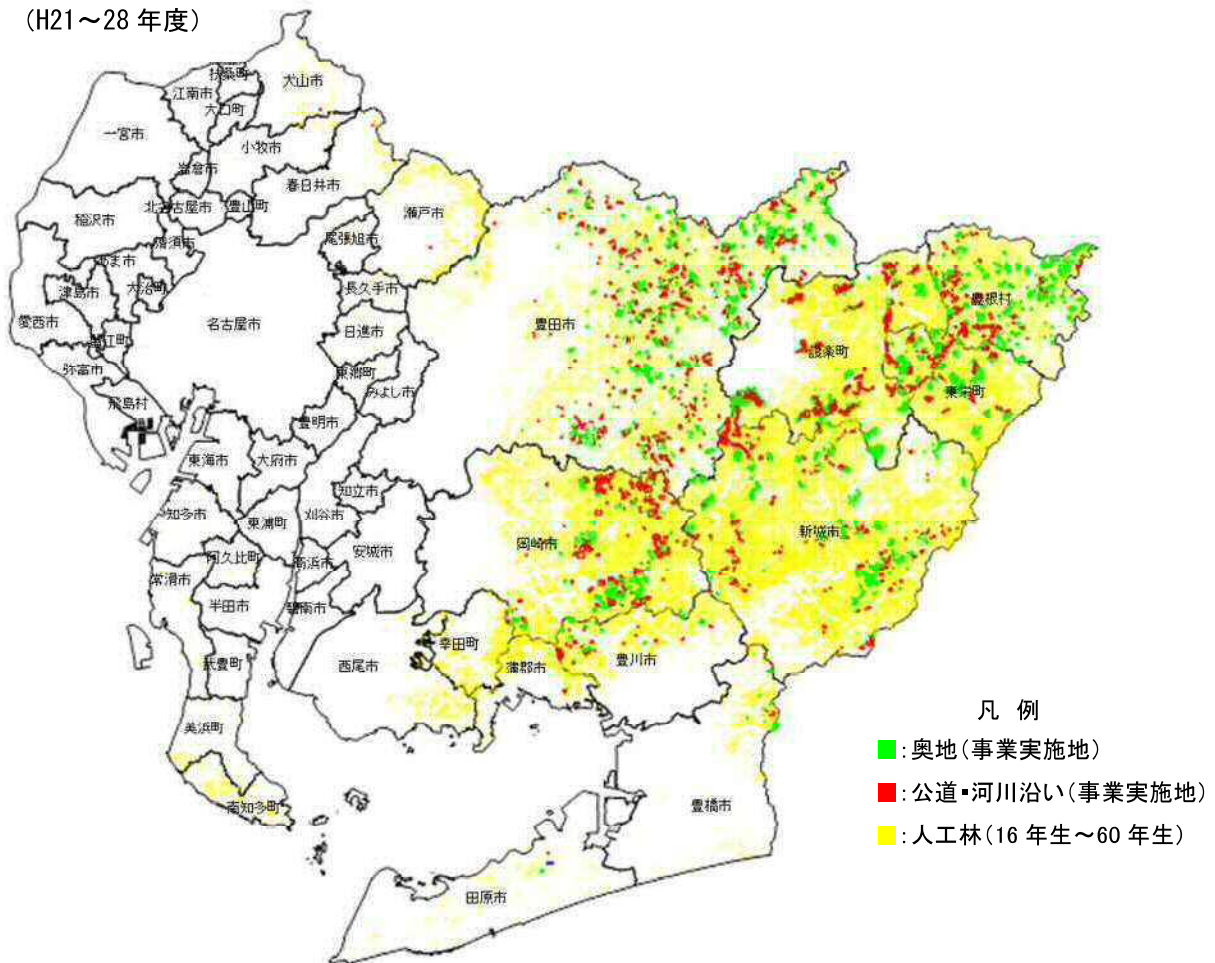 (H21~28 年度)
扶桑町
犬山市
江南市
大口町
一宮市
小牧市
岩倉市
春日井市
瀬戸市
稲沢市
北名古屋市
豊山町
尾張旭市
清須市
あま市
津島市
大治町
長久手市
豊根村
愛西市
名古屋市
日進市
豊田市
設楽町
弥富市
東郷町
みよし市
東栄町
飛島村
豊明市
東海市
大府市
知立市
知多市
東浦町
刈谷市
岡崎市
新城市
阿久比町
高浜市
安城市
常滑市
半田市
碧南市
武豊町
西尾市
幸田町
蒲郡市
豊川市
美浜町
南知多町
豊橋市
田原市
凡 例
:奥地(事業実施地)
:公道・河川沿い(事業実施地)
:人工林(16 年生~60 年生)